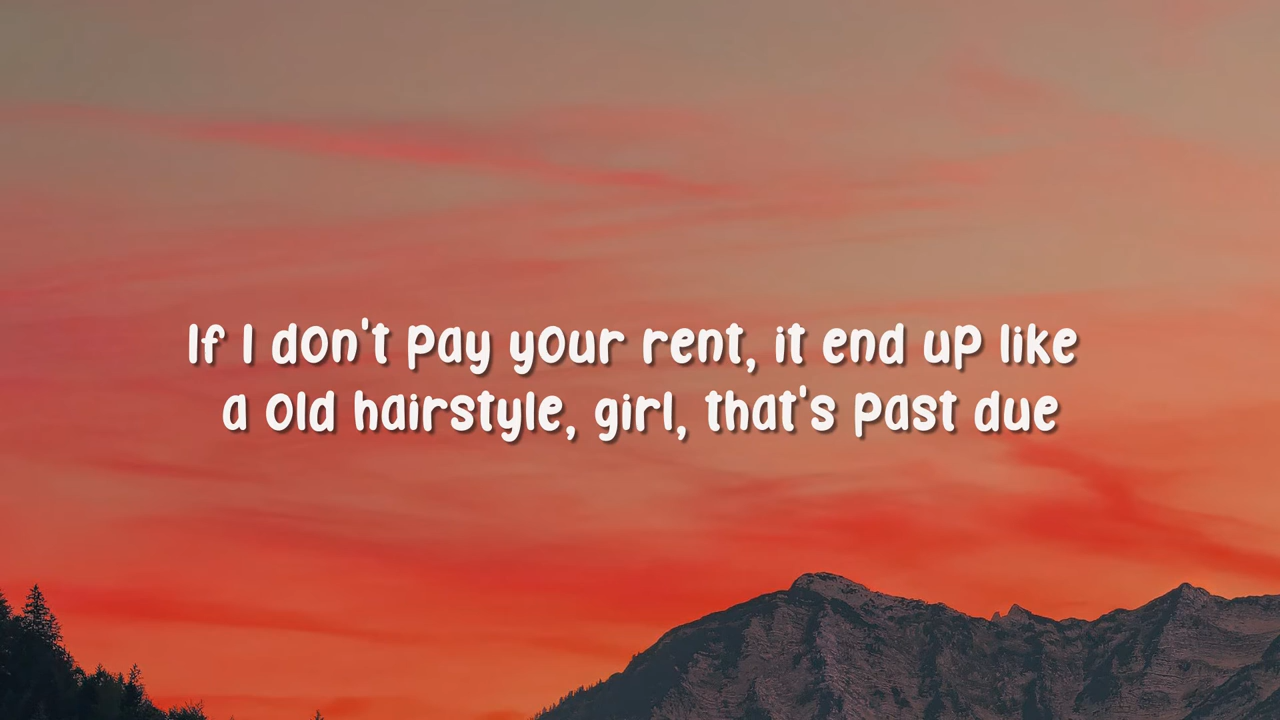 If I don't pay your rent, it end up like
a old hairstyle, girl, that's past due